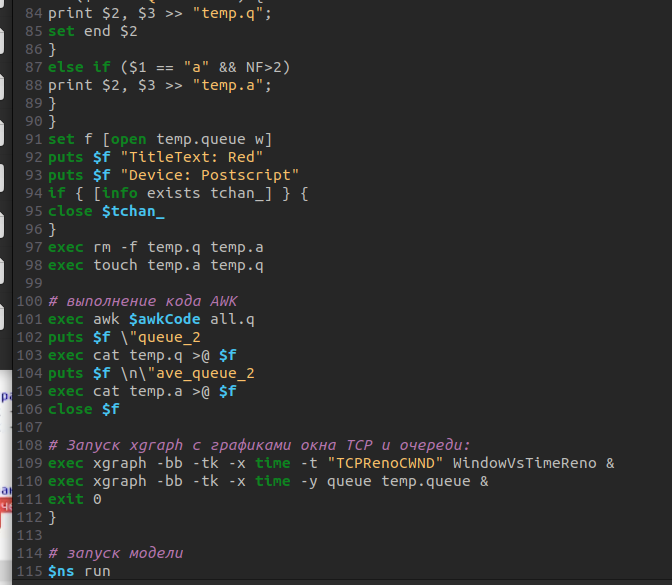 84 print $2, $3 >> "temp.q";
85 set end $2
86 }
87 else if ($1 == "a" && NF>2)
88 print $2, $3 >> "temp.a";
89 }
90 }
91 set f [open temp.queue w]
92 puts $f "TitleText: Red"
93 puts $f "Device: Postscript"
94 if { [info exists tchan_] } {
95 close $tchan_
96 }
97 exec rm -f temp.q temp.a
98 exec touch temp.a temp.q
99
100 # выполнение кода AWK
101 exec awk $awkCode all.q
102 puts $f \"queue_2
103 exec cat temp.q >@ $f
104 puts $f \n\"ave_queue_2
105 exec cat temp.a >@ $f
106 close $f
107
108 # Запуск xgraph с графиками окна TCP и очереди:
109 exec xgraph -bb -tk -x time -t "TCPRenoCWND" WindowVsTimeReno &
110 exec xgraph -bb -tk -x time -y queue temp.queue &
111 exit 0
112 }
113
114 # запуск модели
115 $ns run